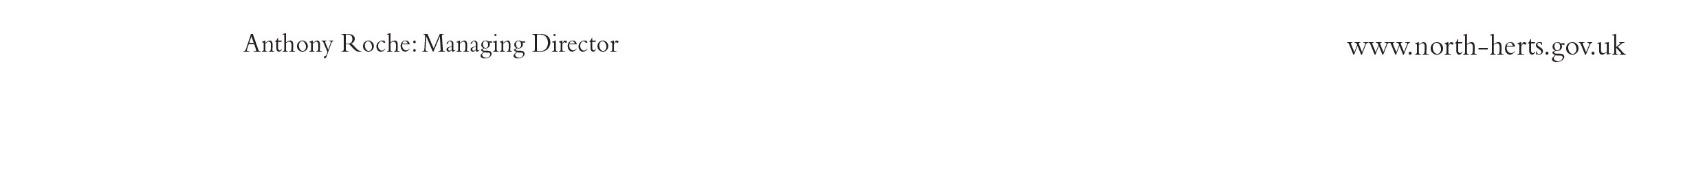 Anthony Roche: Managing Director
www.north-herts.gov.uk